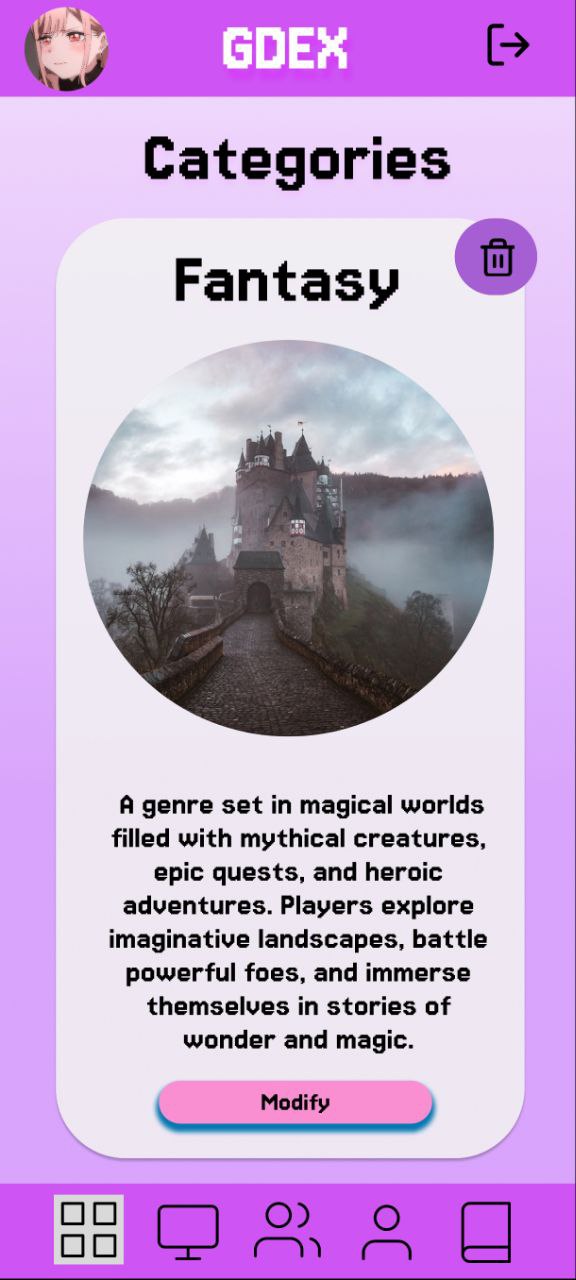 GDEX
Categories
Fantasy
A genre set in magical worlds
filled with mythical creatures,
epic quests, and heroic
adventures. Players explore
imaginative landscapes, battle
powerful foes, and immerse
themselves in stories of
wonder and magic.
Modify